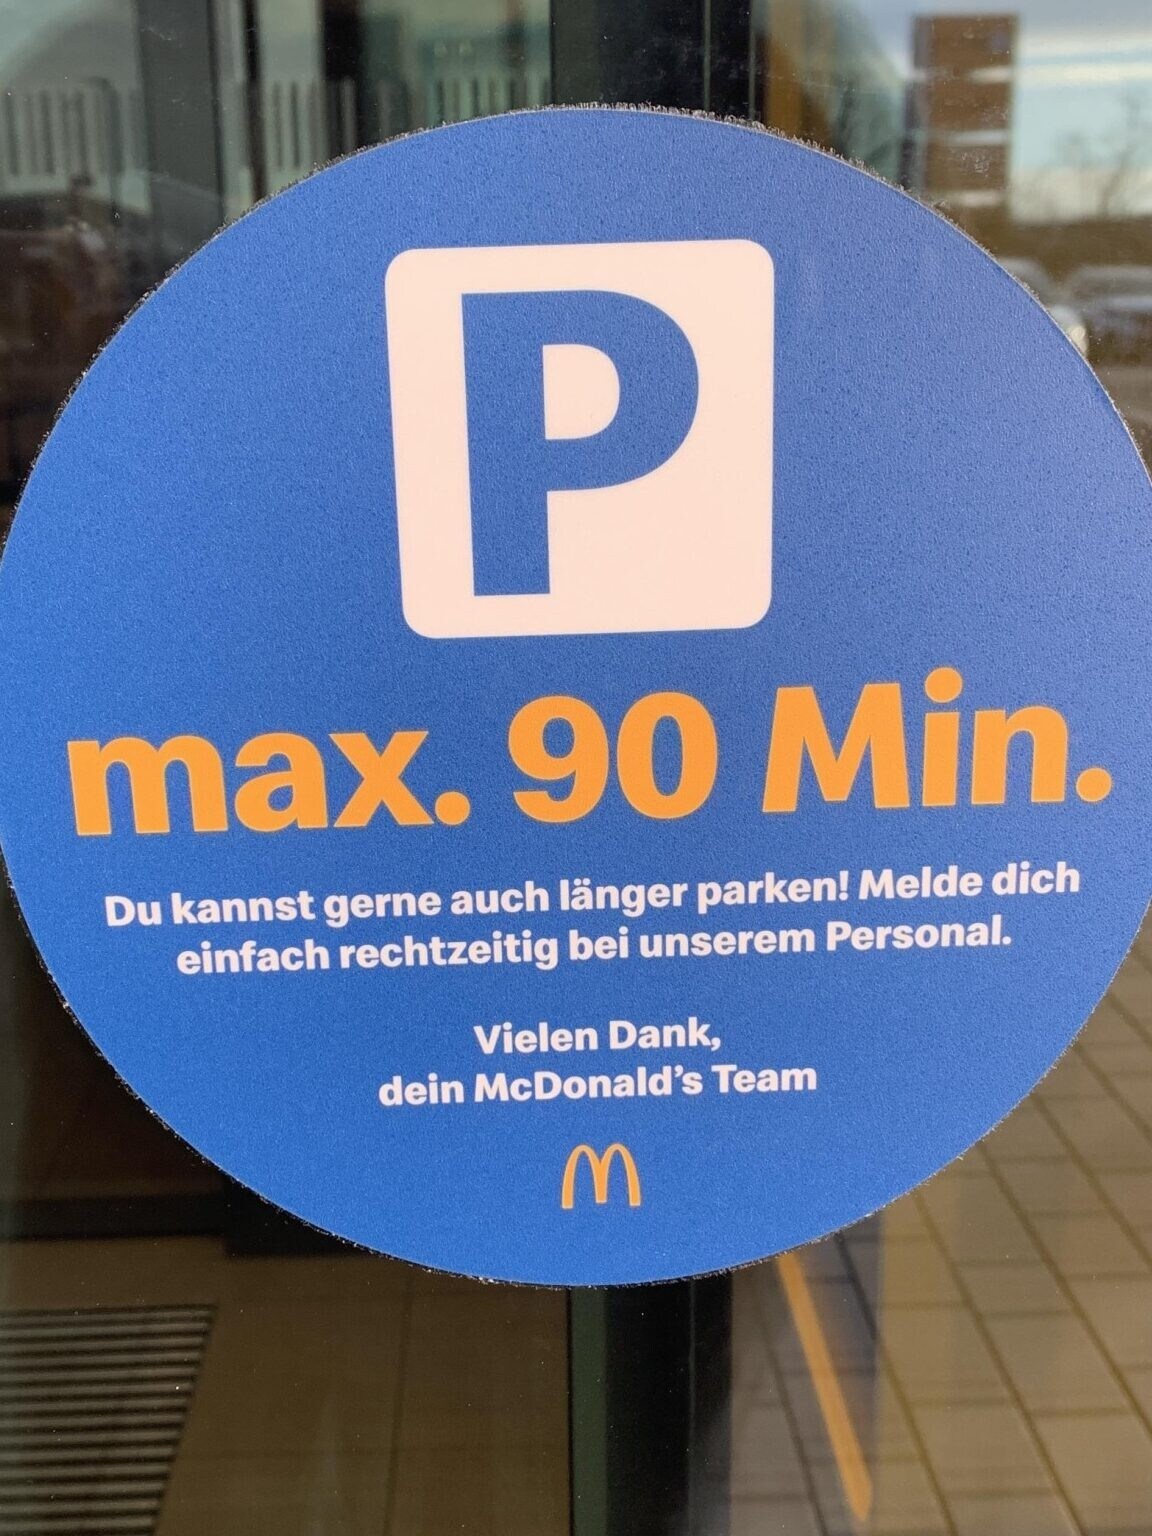 P
max. 90 Min.
Du kannst gerne auch länger parken! Melde dich
einfach rechtzeitig bei unserem Personal.
Vielen Dank,
dein McDonald’s Team